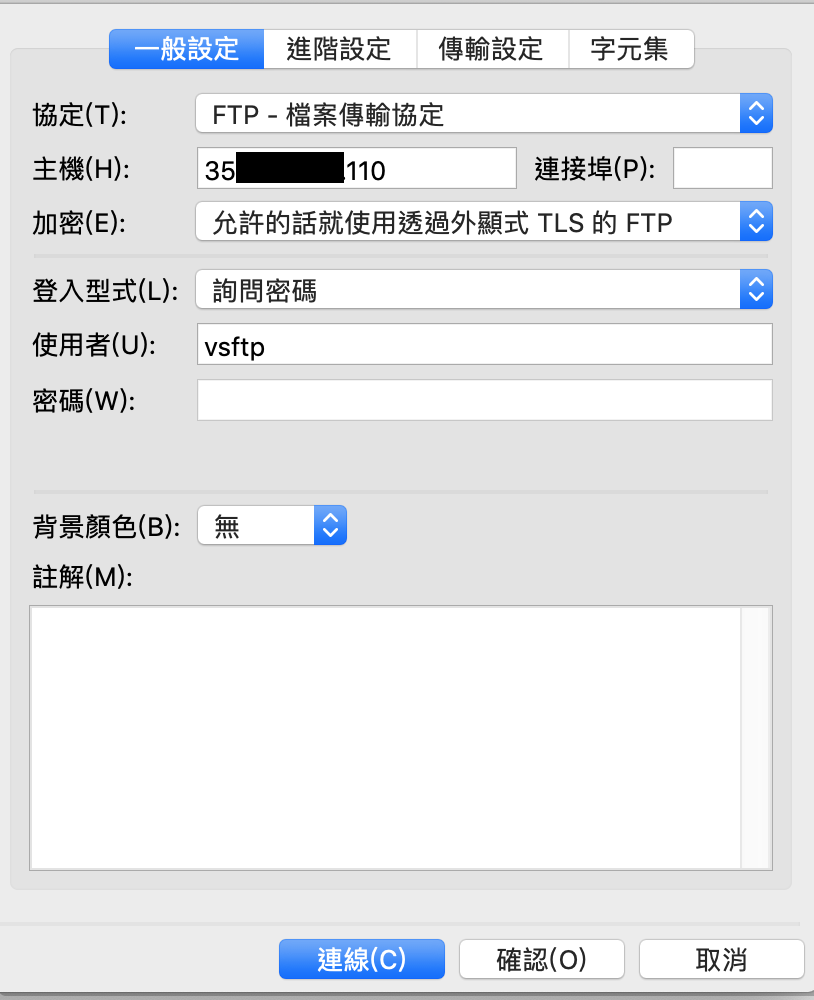 一般設定 進階設定 傳輸設定 字元集
協定(T): FTP - 檔案傳輸協定
主機(H): 35 .110 連接埠(P):
加密(E): 允許的話就使用透過外顯式 TLS 的 FTP
登入型式(L): 詢問密碼
使用者(U): vsftp
密碼(W):
背景顏色(B): 無
註解(M):
連線(C) 確認(O) 取消